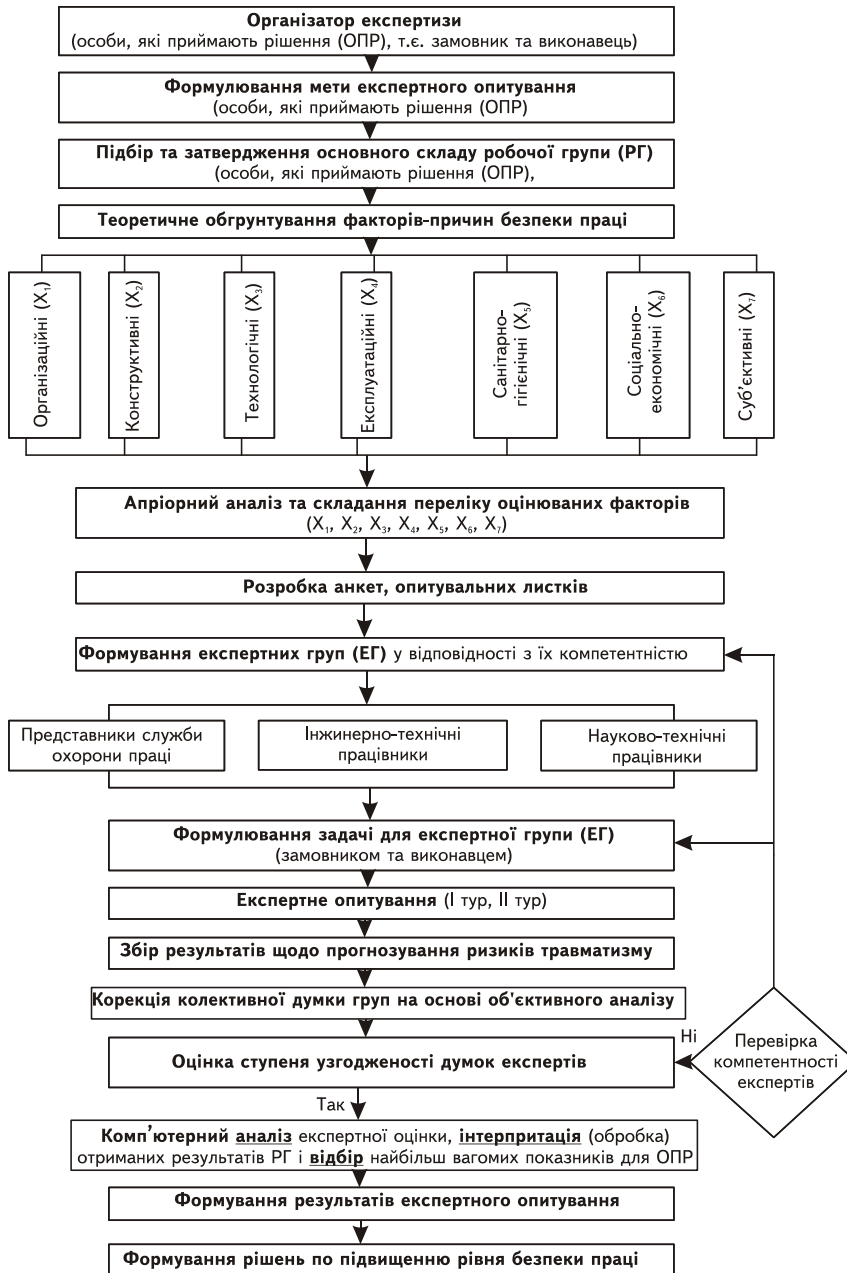 Організатор експертизи
(особи, які приймають рішення (ОПР), т.є. замовник та виконавець)
Формулювання мети експертного опитування
(особи, які приймають рішення (ОПР)
Підбір та затвердження основного складу робочої групи (РГ)
(особи, які приймають рішення (ОПР),
Теоретичне обгрунтування факторів-причин безпеки праці
Організаційні (X₁)
Конструктивні (X₂)
Технологічні (X₃)
Експлуатаційні (X₄)
Санітарно-
гігієнічні (X₅)
Соціально-
економічні (X₆)
Суб’єктивні (X₇)
Апріорний аналіз та складання переліку оцінюваних факторів
(X₁, X₂, X₃, X₄, X₅, X₆, X₇)
Розробка анкет, опитувальних листків
Формування експертних груп (ЕГ) у відповідності з їх компетентністю
Представники служби
охорони праці
Інжинерно-технічні
працівники
Науково-технічні
працівники
Формулювання задачі для експертної групи (ЕГ)
(замовником та виконавцем)
Експертне опитування (I тур, II тур)
Збір результатів щодо прогнозування ризиків травматизму
Корекція колективної думки груп на основі об'єктивного аналізу
Оцінка ступеня узгодженості думок експертів
Ні
Перевірка
компетентності
експертів
Так
Комп’ютерний аналіз експертної оцінки, інтерпритація (обробка)
отриманих результатів РГ і відбір найбільш вагомих показників для ОПР
Формування результатів експертного опитування
Формування рішень по підвищенню рівня безпеки праці